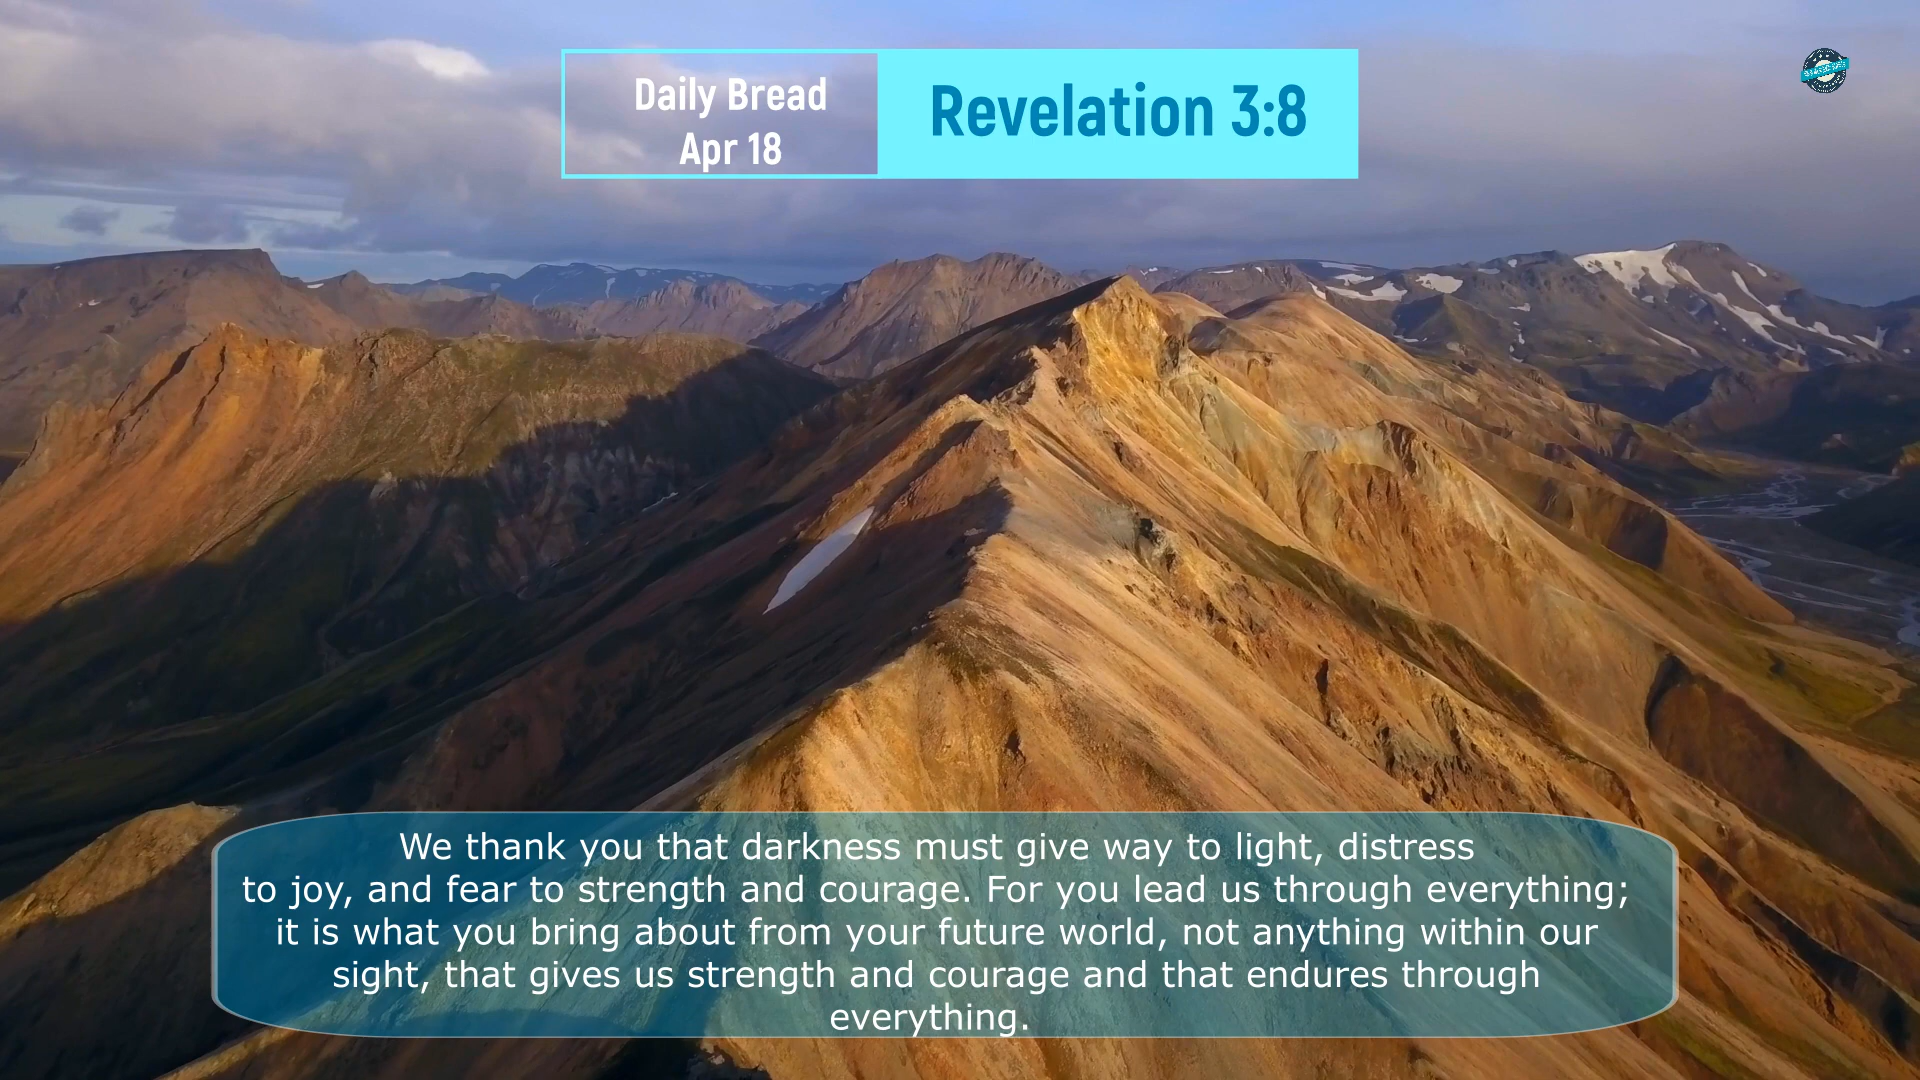 Daily Bread
Apr 18
Revelation 3:8
We thank you that darkness must give way to light, distress
to joy, and fear to strength and courage. For you lead us through everything;
it is what you bring about from your future world, not anything within our
sight, that gives us strength and courage and that endures through
everything.